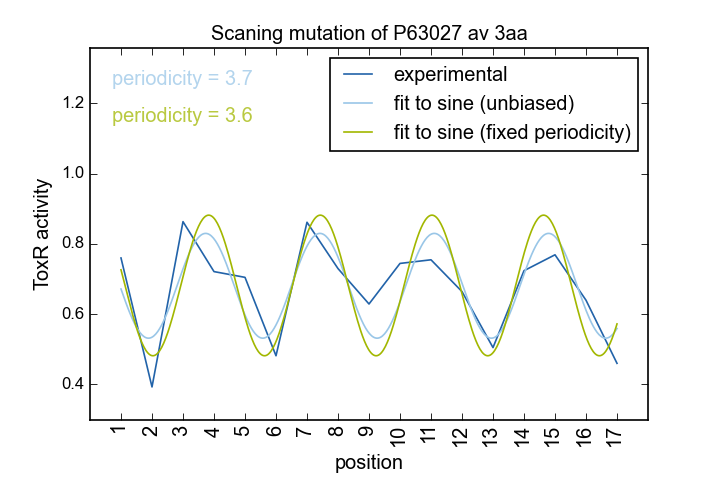 Scaning mutation of P63027 av 3aa
periodicity = 3.7
periodicity = 3.6
experimental
fit to sine (unbiased)
fit to sine (fixed periodicity)
ToxR activity
1.2
1.0
0.8
0.6
0.4
1 2 3 4 5 6 7 8 9 10 11 12 13 14 15 16 17
position